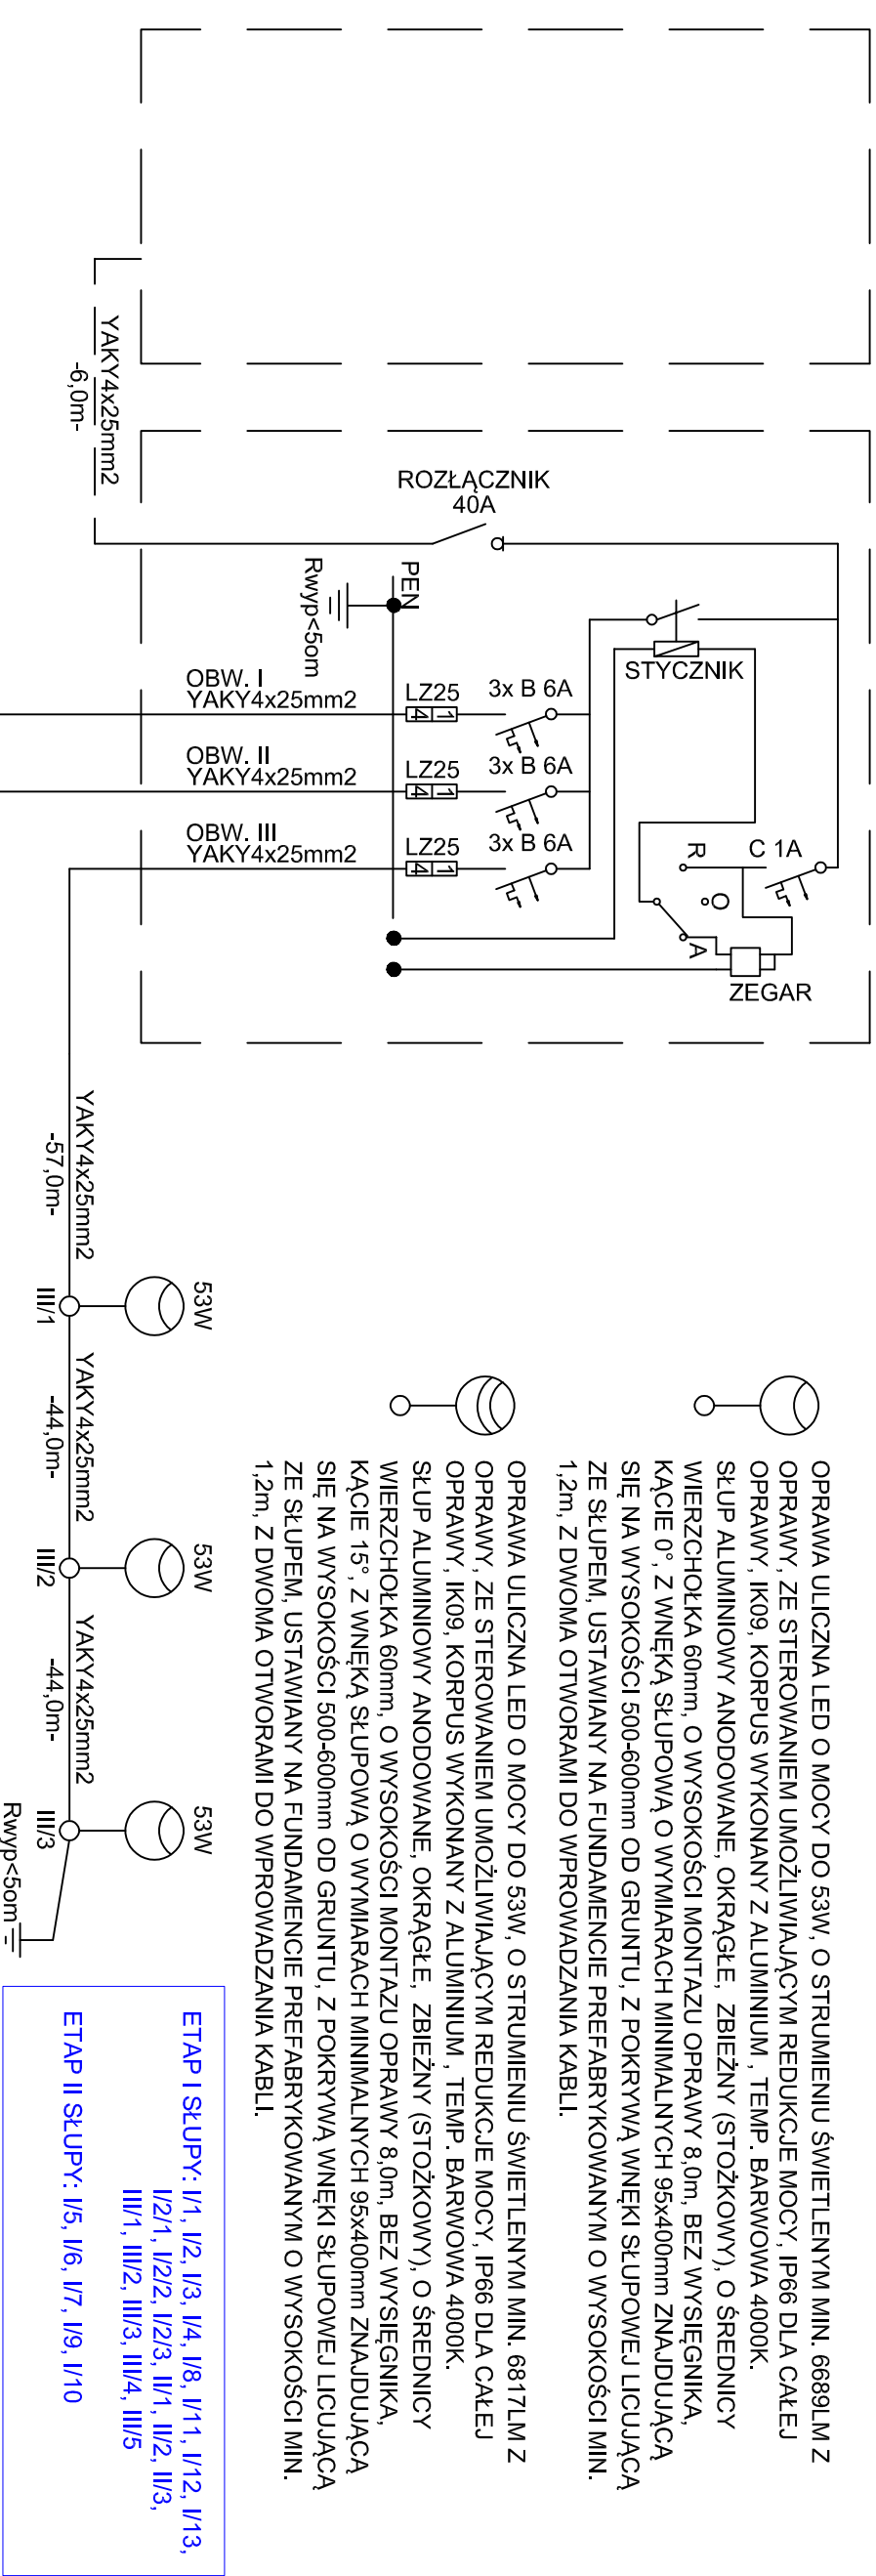 YAKY4x25mm2
-6,0m-
ROZŁĄCZNIK
40A
PEN
Rwyp<5om
STYCZNIK
OBW. I
YAKY4x25mm2
LZ25
4 1
3x B 6A
OBW. II
YAKY4x25mm2
LZ25
4 1
3x B 6A
OBW. III
YAKY4x25mm2
LZ25
4 1
3x B 6A
C 1A
R
O
A
ZEGAR
YAKY4x25mm2
-57,0m-
53W
III/1
YAKY4x25mm2
-44,0m-
53W
III/2
YAKY4x25mm2
-44,0m-
53W
III/3
Rwyp<5om
OPRAWA ULICZNA LED O MOCY DO 53W, O STRUMIENIU ŚWIETLENYM MIN. 6689LM Z
OPRAWY, ZE STEROWANIEM UMOŻLIWIAJĄCYM REDUKCJE MOCY, IP66 DLA CAŁEJ
OPRAWY, IK09, KORPUS WYKONANY Z ALUMINIUM , TEMP. BARWOWA 4000K.
SŁUP ALUMINIOWY ANODOWANE, OKRĄGŁE, ZBIEŻNY (STOŻKOWY), O ŚREDNICY
WIERZCHOŁKA 60mm, O WYSOKOŚCI MONTAZU OPRAWY 8,0m, BEZ WYSIĘGNIKA,
KĄCIE 0°, Z WNĘKĄ SŁUPOWĄ O WYMIARACH MINIMALNYCH 95x400mm ZNAJDUJĄCĄ
SIĘ NA WYSOKOŚCI 500-600mm OD GRUNTU, Z POKRYWĄ WNĘKI SŁUPOWEJ LICUJĄCĄ
ZE SŁUPEM, USTAWIANY NA FUNDAMENCIE PREFABRYKOWANYM O WYSOKOŚCI MIN.
1,2m, Z DWOMA OTWORAMI DO WPROWADZANIA KABLI.
OPRAWA ULICZNA LED O MOCY DO 53W, O STRUMIENIU ŚWIETLENYM MIN. 6817LM Z
OPRAWY, ZE STEROWANIEM UMOŻLIWIAJĄCYM REDUKCJE MOCY, IP66 DLA CAŁEJ
OPRAWY, IK09, KORPUS WYKONANY Z ALUMINIUM , TEMP. BARWOWA 4000K.
SŁUP ALUMINIOWY ANODOWANE, OKRĄGŁE, ZBIEŻNY (STOŻKOWY), O ŚREDNICY
WIERZCHOŁKA 60mm, O WYSOKOŚCI MONTAZU OPRAWY 8,0m, BEZ WYSIĘGNIKA,
KĄCIE 15°, Z WNĘKĄ SŁUPOWĄ O WYMIARACH MINIMALNYCH 95x400mm ZNAJDUJĄCĄ
SIĘ NA WYSOKOŚCI 500-600mm OD GRUNTU, Z POKRYWĄ WNĘKI SŁUPOWEJ LICUJĄCĄ
ZE SŁUPEM, USTAWIANY NA FUNDAMENCIE PREFABRYKOWANYM O WYSOKOŚCI MIN.
1,2m, Z DWOMA OTWORAMI DO WPROWADZANIA KABLI.
ETAP I SŁUPY: I/1, I/2, I/3, I/4, I/8, I/11, I/12, I/13,
I/2/1, I/2/2, I/2/3, II/1, II/2, II/3,
III/1, III/2, III/3, III/4, III/5
ETAP II SŁUPY: I/5, I/6, I/7, I/9, I/10